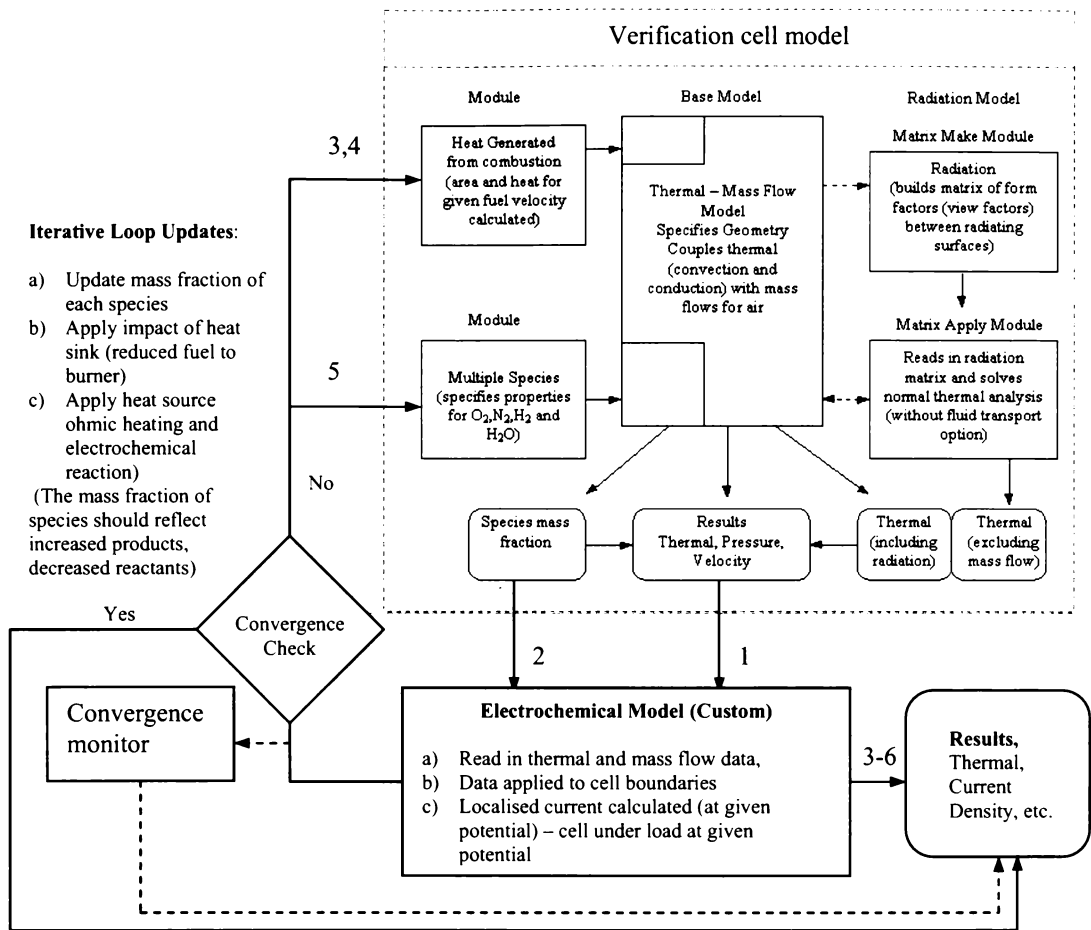 Verification cell model
Module
Base Model
Radiation Model
Matrix Make Module
3,4
Heat Generated
from combustion
(area and heat for
given fuel velocity
calculated)
Thermal – Mass Flow
Model
Specifies Geometry
Couples thermal
(convection and
conduction) with mass
flows for air
Radiation
(builds matrix of form
factors (view factors)
between radiating
surfaces)
Iterative Loop Updates:
a) Update mass fraction of
each species
b) Apply impact of heat
sink (reduced fuel to
burner)
c) Apply heat source
ohmic heating and
electrochemical
reaction)
(The mass fraction of
species should reflect
increased products,
decreased reactants)
Module
Matrix Apply Module
5
Multiple Species
(specifies properties
for O₂,N₂,H₂ and
H₂O)
Reads in radiation
matrix and solves
normal thermal analysis
(without fluid transport
option)
No
Species mass
fraction
Results
Thermal, Pressure,
Velocity
Thermal
(including
radiation)
Thermal
(excluding
mass flow)
Yes
Convergence
Check
2
1
Convergence
monitor
Electrochemical Model (Custom)
a) Read in thermal and mass flow data,
b) Data applied to cell boundaries
c) Localised current calculated (at given
potential) – cell under load at given
potential
3-6
Results,
Thermal,
Current
Density, etc.